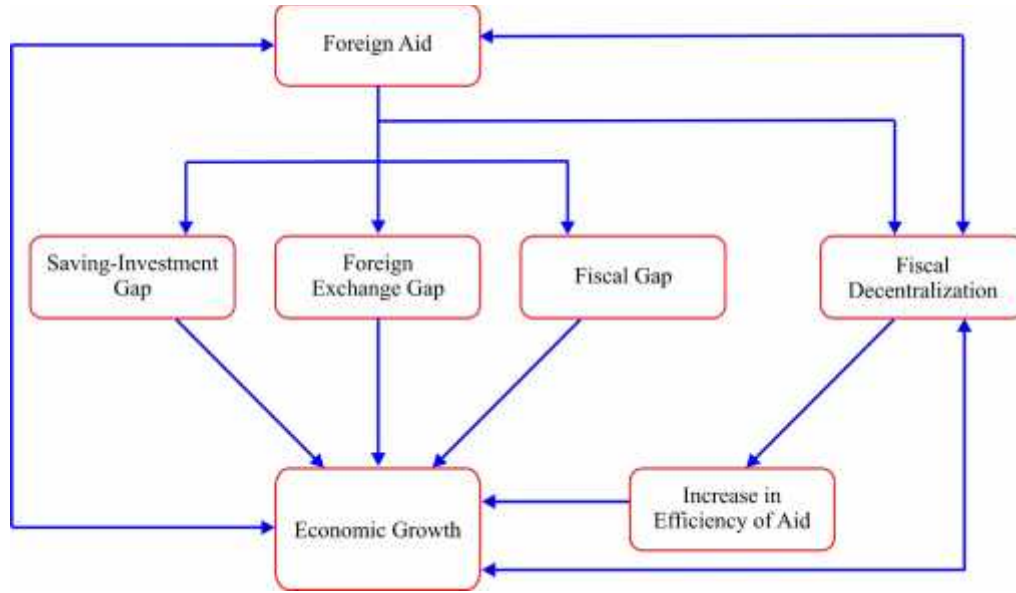 Foreign Aid
Saving-Investment
Gap
Foreign
Exchange Gap
Fiscal Gap
Fiscal
Decentralization
Economic Growth
Increase in
Efficiency of Aid